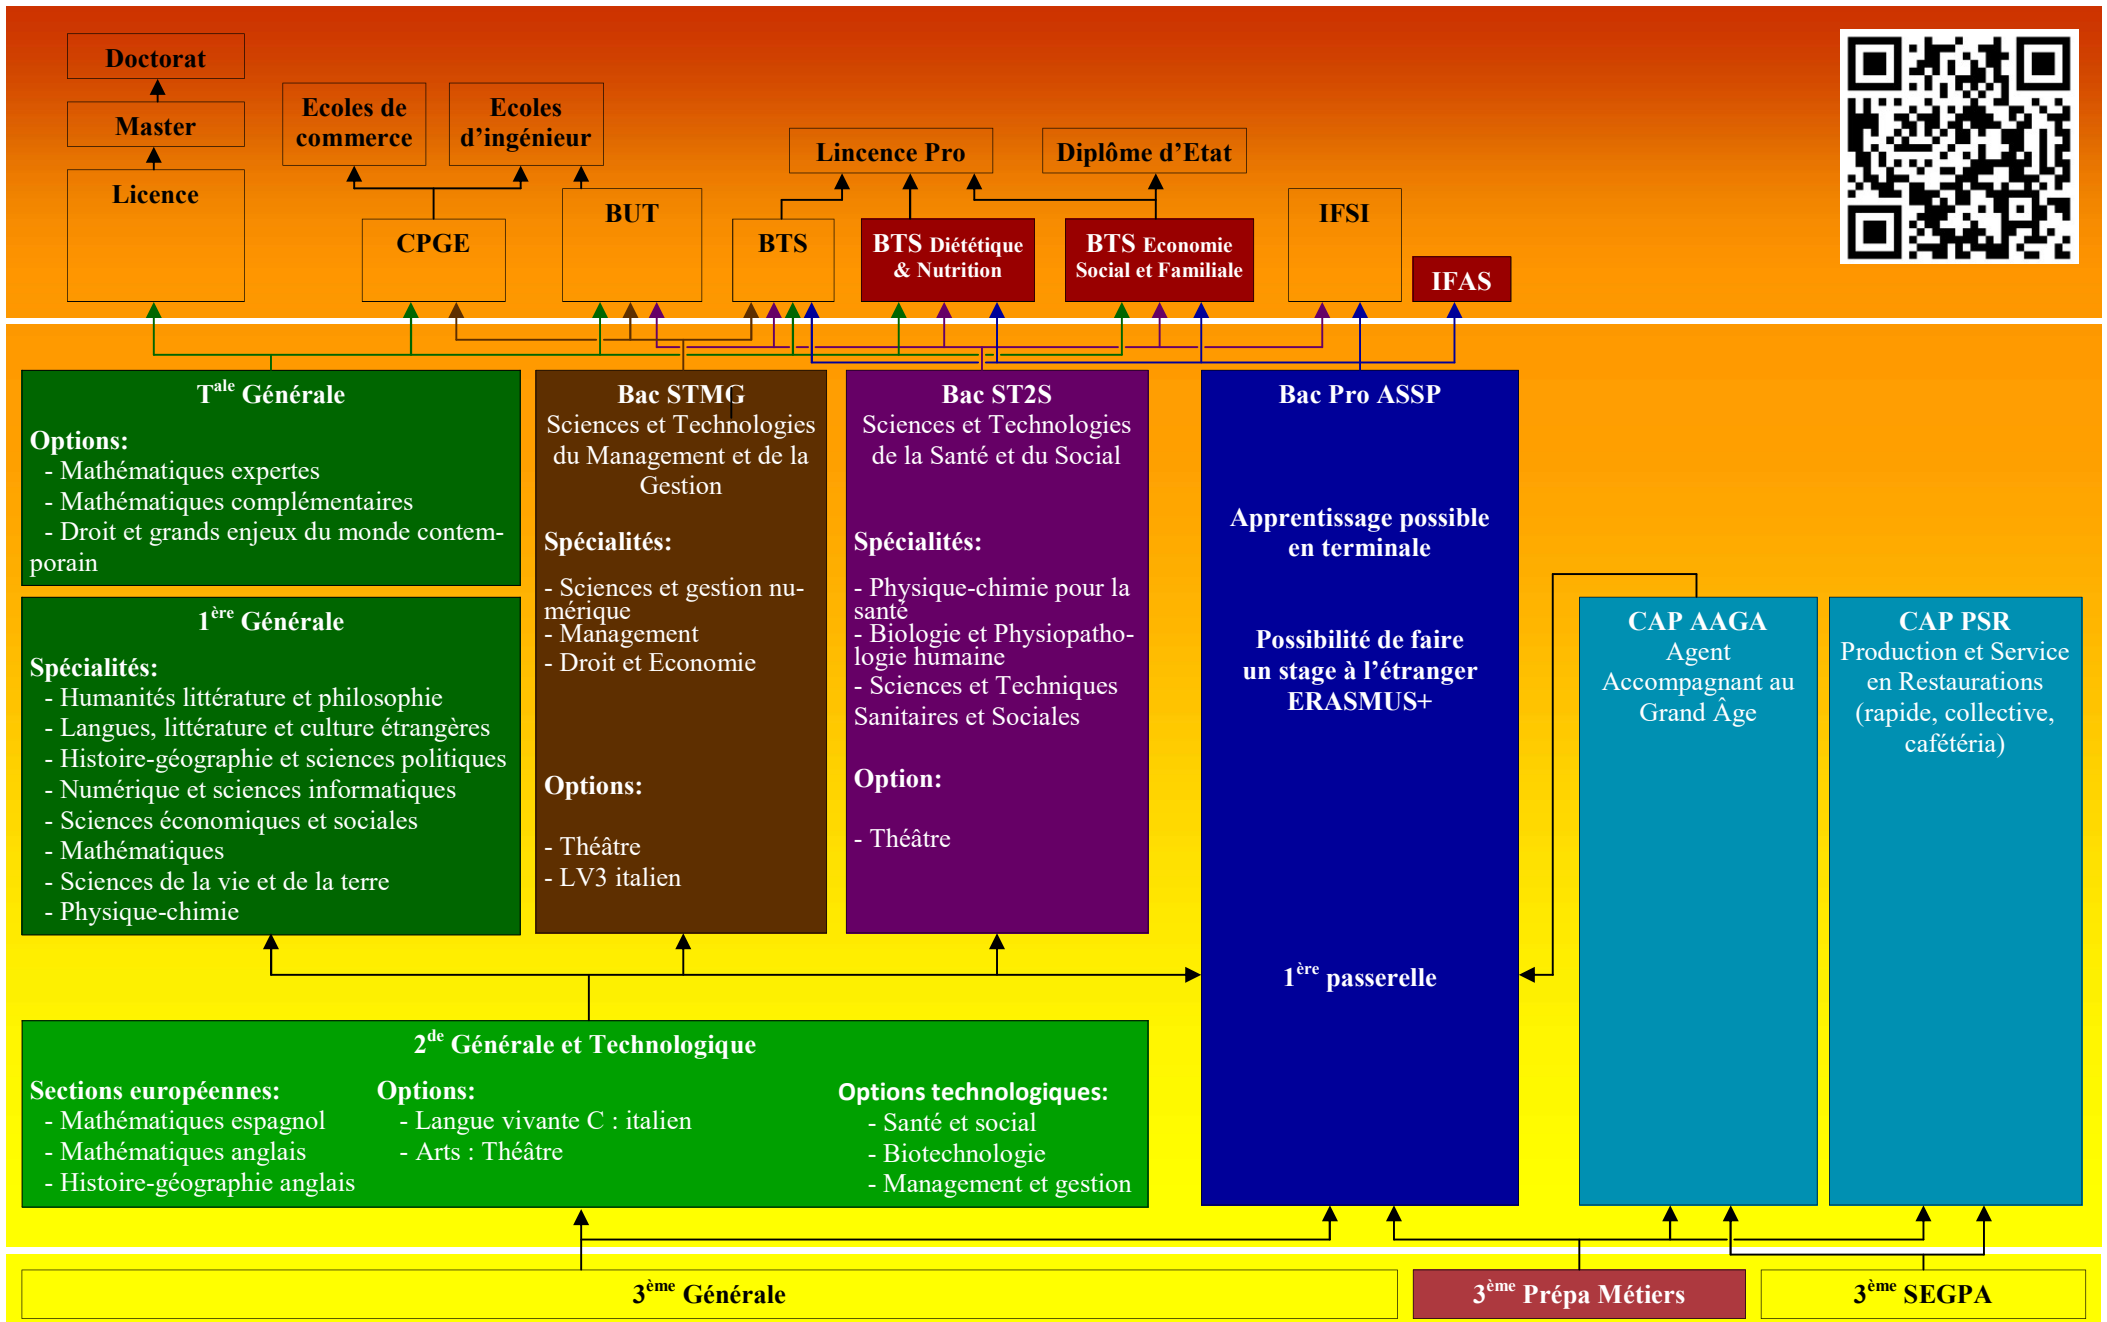 Doctorat
Master
Licence
Ecoles de
commerce
Ecoles
d'ingénieur
CPGE
BUT
Lincence Pro
Diplôme d'Etat
BTS
BTS Diététique
& Nutrition
BTS Economie
Social et Familiale
IFSI
IFAS
Tale Générale
Options:
- Mathématiques expertes
- Mathématiques complémentaires
- Droit et grands enjeux du monde contem-
porain
1ère Générale
Spécialités:
- Humanités littérature et philosophie
- Langues, littérature et culture étrangères
- Histoire-géographie et sciences politiques
- Numérique et sciences informatiques
- Sciences économiques et sociales
- Mathématiques
- Sciences de la vie et de la terre
- Physique-chimie
Bac STMG
Sciences et Technologies
du Management et de la
Gestion
Spécialités:
- Sciences et gestion nu-
mérique
- Management
- Droit et Economie
Options:
- Théâtre
- LV3 italien
Bac ST2S
Sciences et Technologies
de la Santé et du Social
Spécialités:
- Physique-chimie pour la
santé
- Biologie et Physiopatho-
logie humaine
- Sciences et Techniques
Sanitaires et Sociales
Option:
- Théâtre
Bac Pro ASSP
Apprentissage possible
en terminale
Possibilité de faire
un stage à l'étranger
ERASMUS+
1ère passerelle
CAP AAGA
Agent
Accompagnant au
Grand Âge
CAP PSR
Production et Service
en Restaurations
(rapide, collective,
cafétéria)
2de Générale et Technologique
Sections européennes:
- Mathématiques espagnol
- Mathématiques anglais
- Histoire-géographie anglais
Options:
- Langue vivante C : italien
- Arts : Théâtre
Options technologiques:
- Santé et social
- Biotechnologie
- Management et gestion
3ème Générale
3ème Prépa Métiers
3ème SEGPA